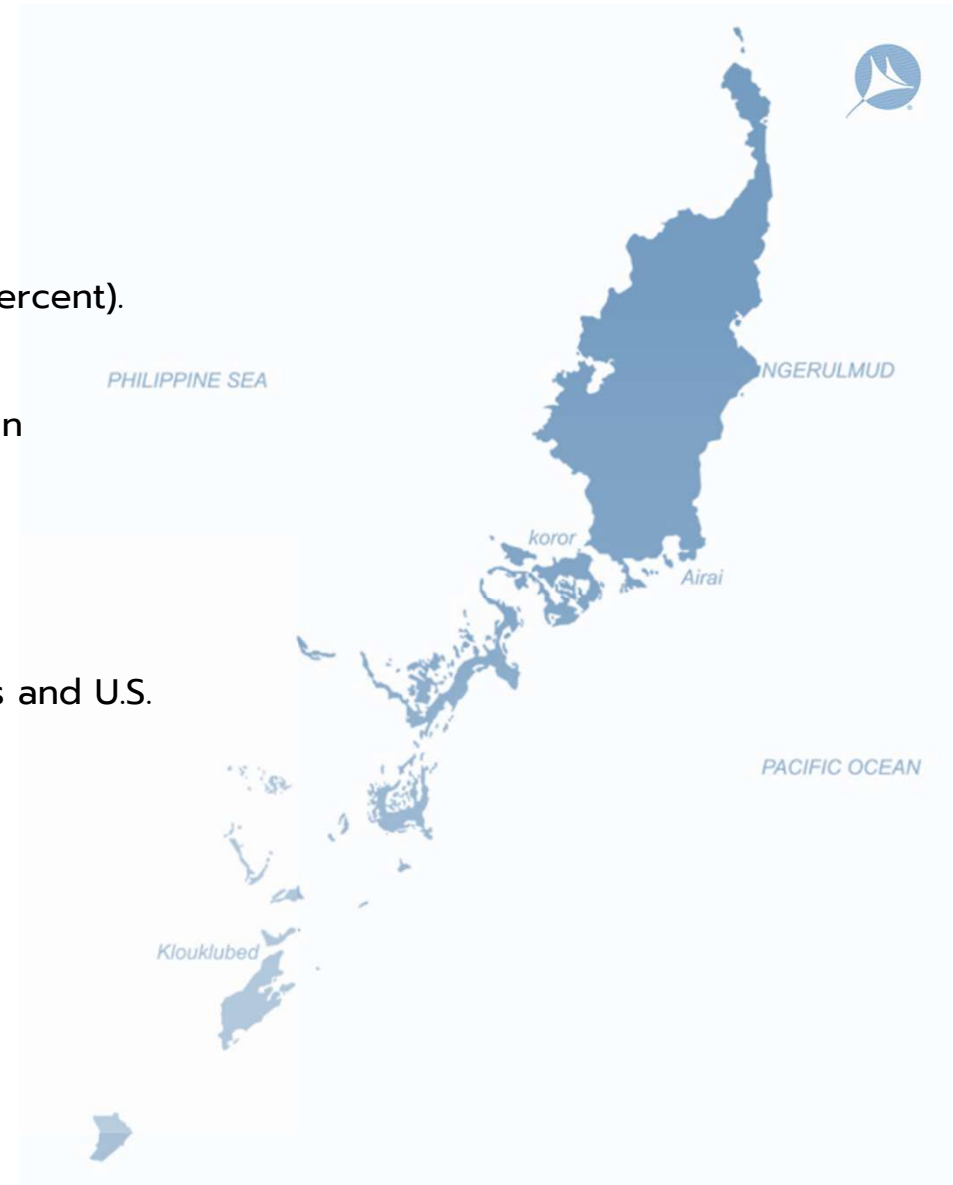 ercent).
PHILIPPINE SEA
NGERULMUD
n
koror
Airai
s and U.S.
PACIFIC OCEAN
Klouklubed